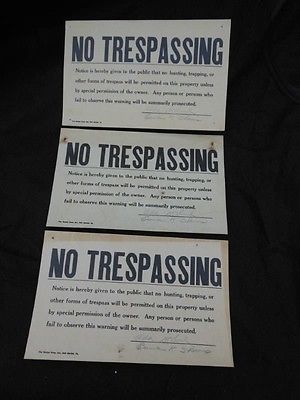 NO TRESPASSING
Notice is hereby given to the public that no hunting, trapping, or
other forms of trespass will be permitted on this property unless
by special permission of the owner. Any person or persons who
fail to observe this warning will be summarily prosecuted.
NO TRESPASSING
Notice is hereby given to the public that no hunting, trapping, or
other forms of trespass will be permitted on this property unless
by special permission of the owner. Any person or persons who
fail to observe this warning will be summarily prosecuted.
NO TRESPASSING
Notice is hereby given to the public that no hunting, trapping, or
other forms of trespass will be permitted on this property unless
by special permission of the owner. Any person or persons who
fail to observe this warning will be summarily prosecuted.